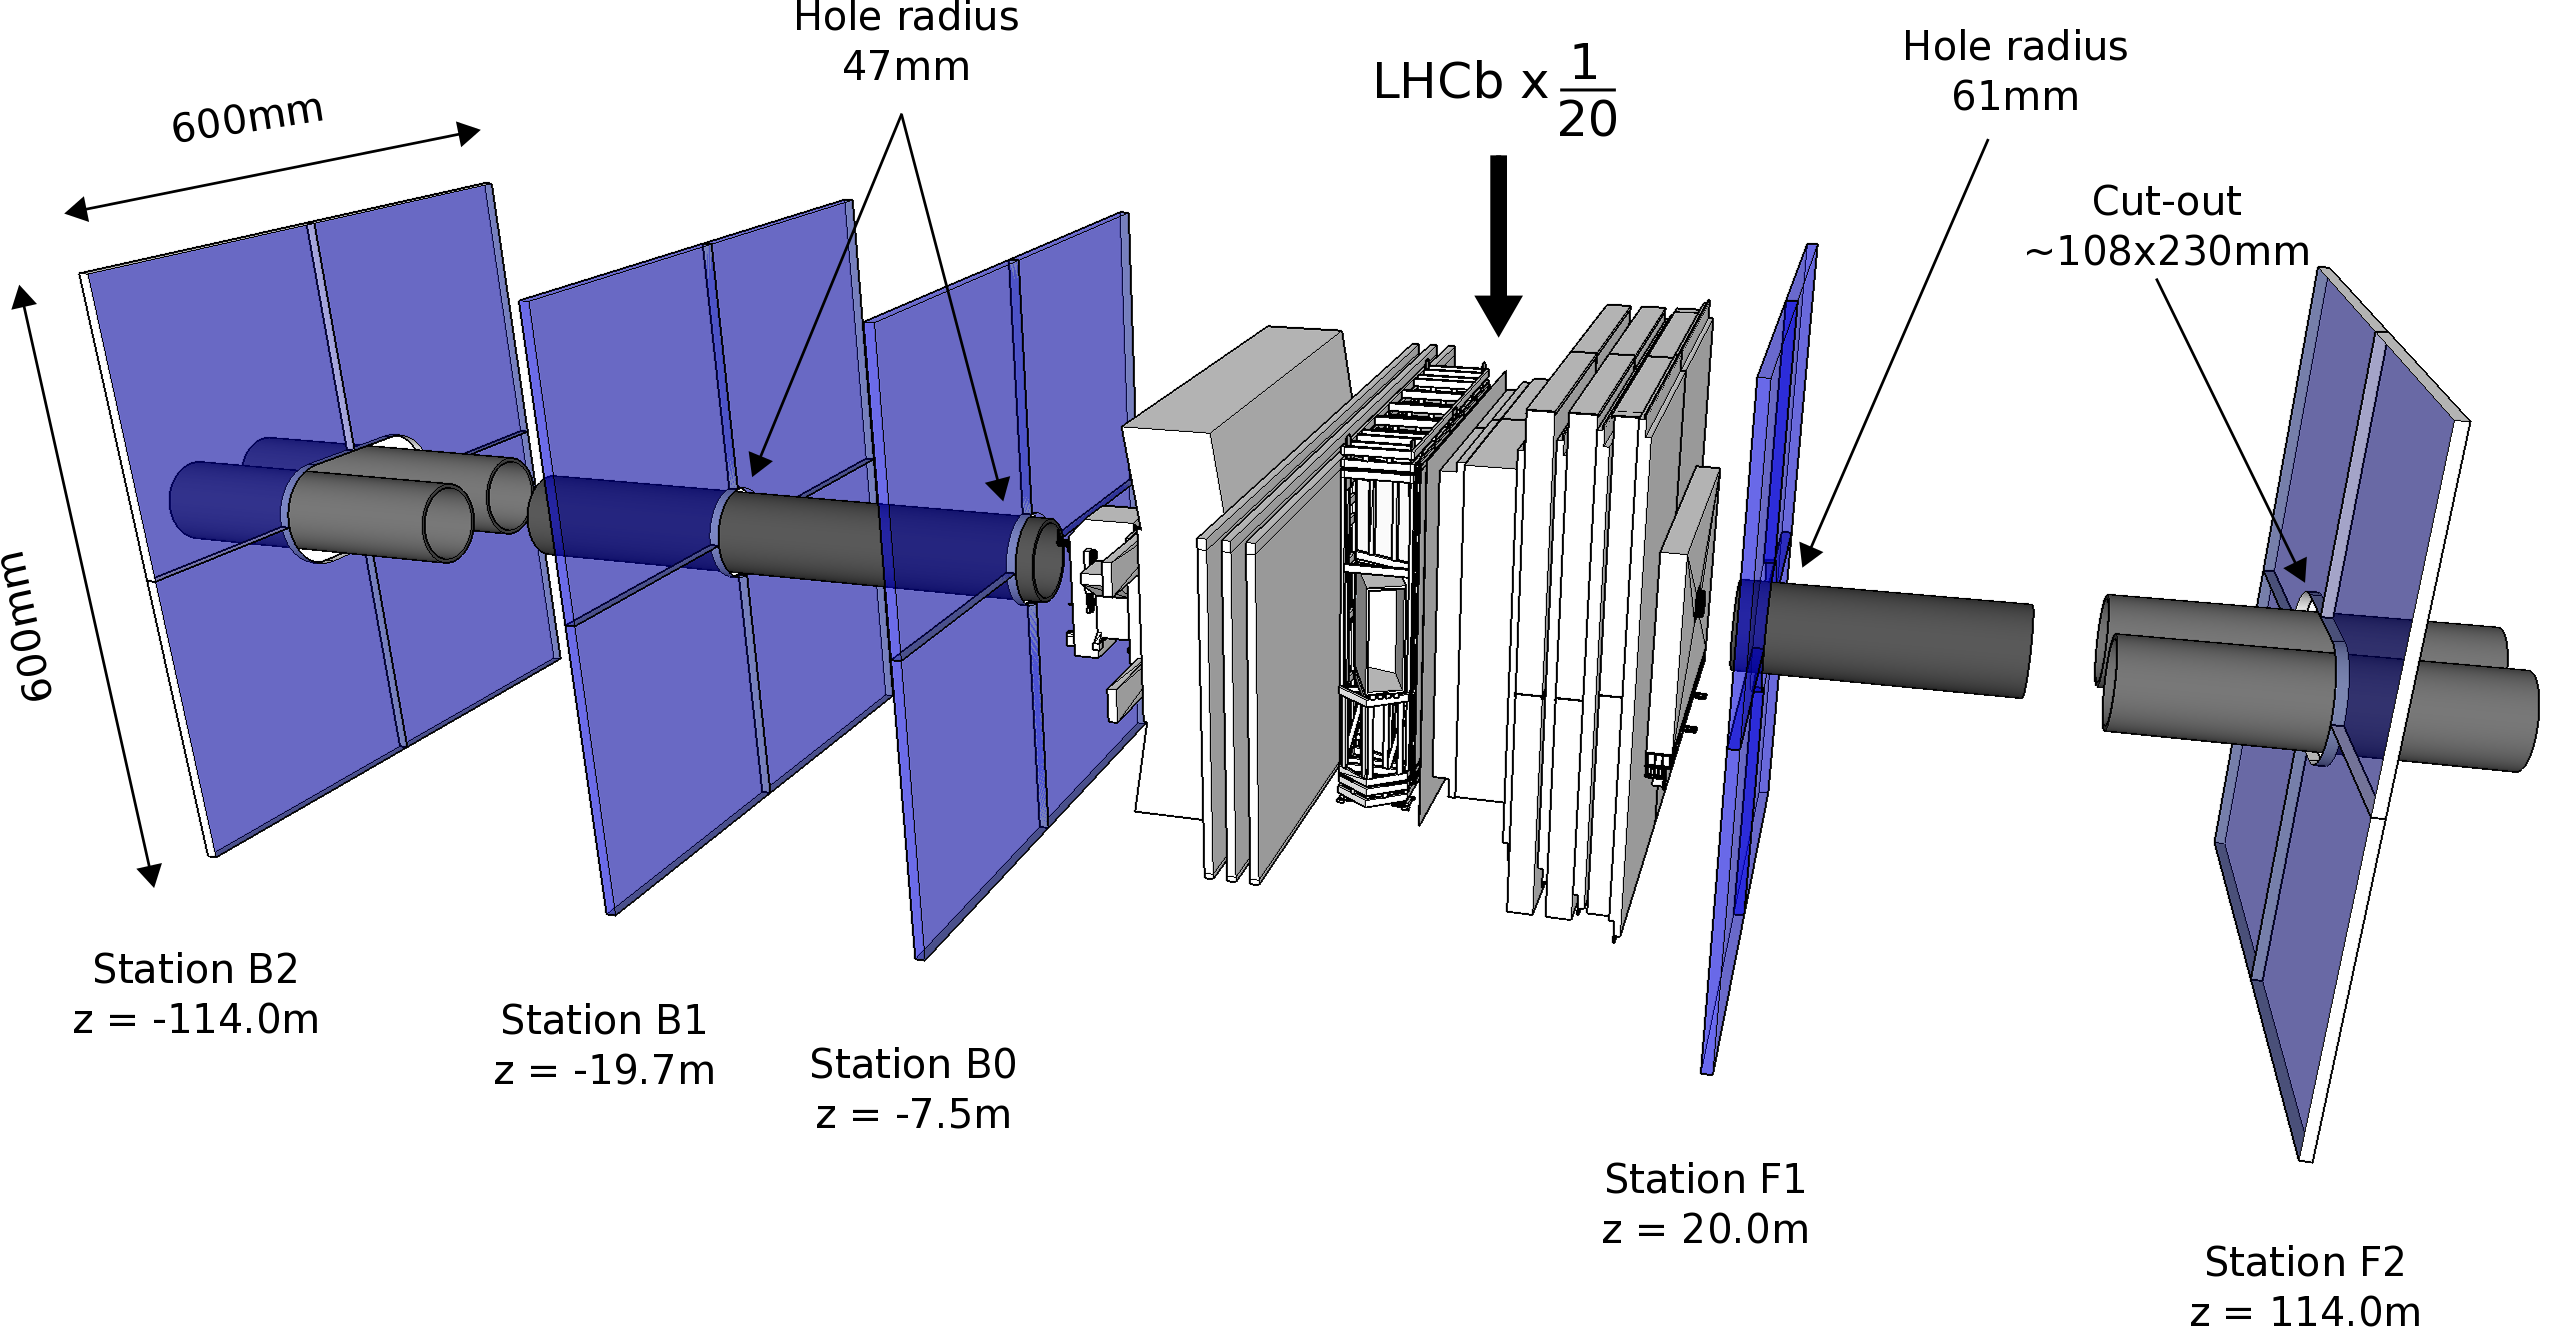 Hole radius
47mm
LHCb x 1/20
Hole radius
61mm
600mm
Cut-out
~108x230mm
600mm
Station B2
z = -114.0m
Station B1
z = -19.7m
Station B0
z = -7.5m
Station F1
z = 20.0m
Station F2
z = 114.0m